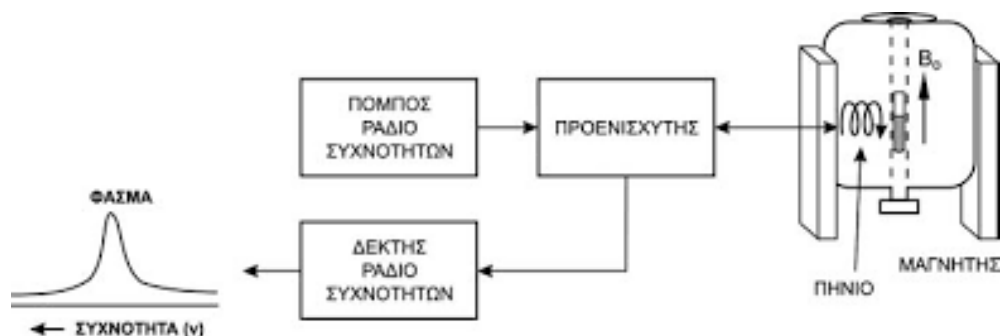 ΠΟΜΠΟΣ
ΡΑΔΙΟ
ΣΥΧΝΟΤΗΤΩΝ
ΠΡΟΕΝΙΣΧΥΤΗΣ
B₀
ΦΑΣΜΑ
ΔΕΚΤΗΣ
ΡΑΔΙΟ
ΣΥΧΝΟΤΗΤΩΝ
ΜΑΓΝΗΤΗΣ
ΠΗΝΙΟ
ΣΥΧΝΟΤΗΤΑ (ν)